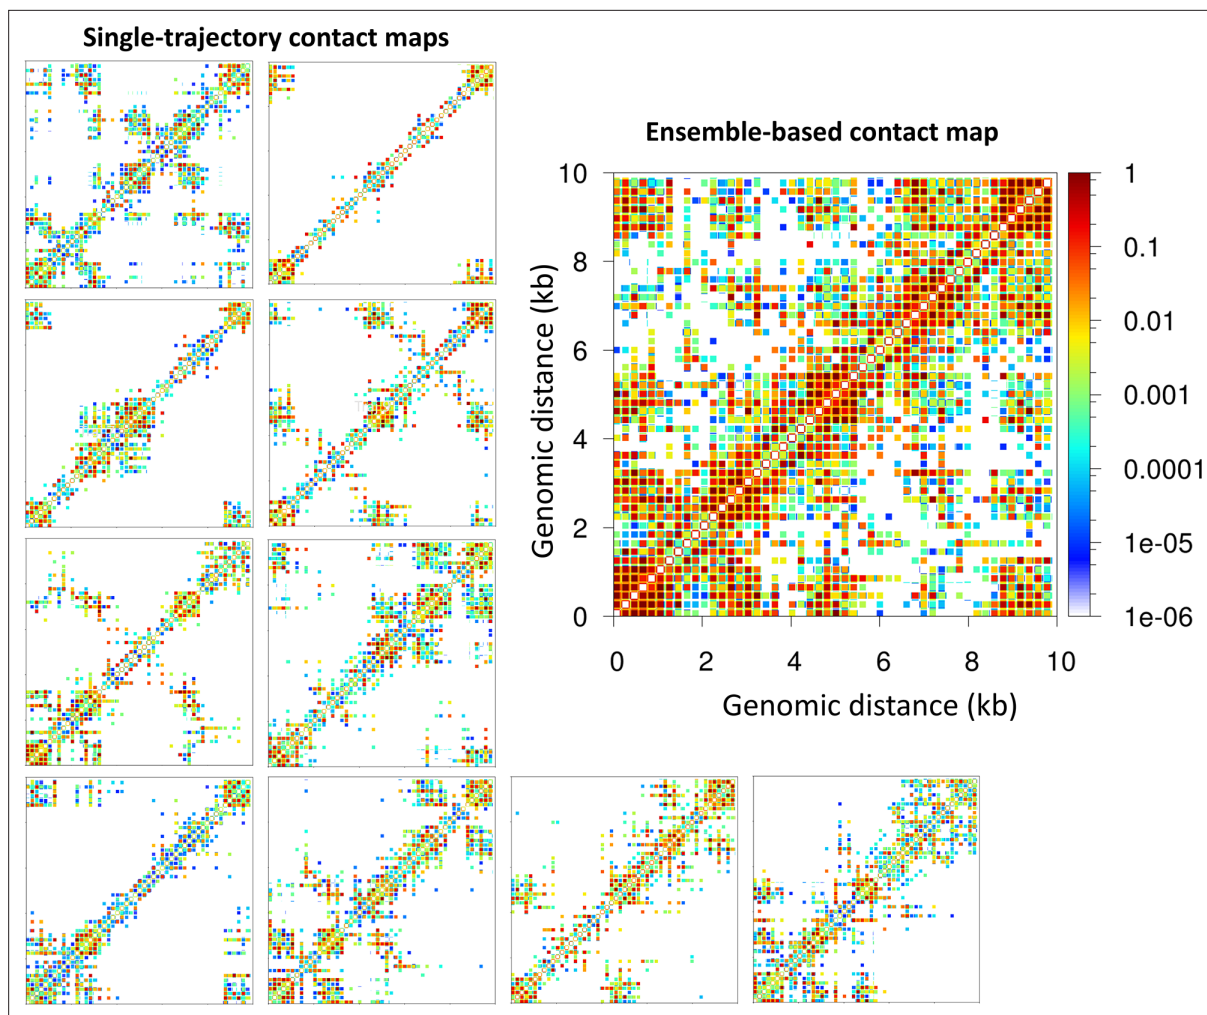 Single-trajectory contact maps
Ensemble-based contact map
10
8
6
4
2
0
Genomic distance (kb)
0 2 4 6 8 10
Genomic distance (kb)
1
0.1
0.01
0.001
0.0001
1e-05
1e-06